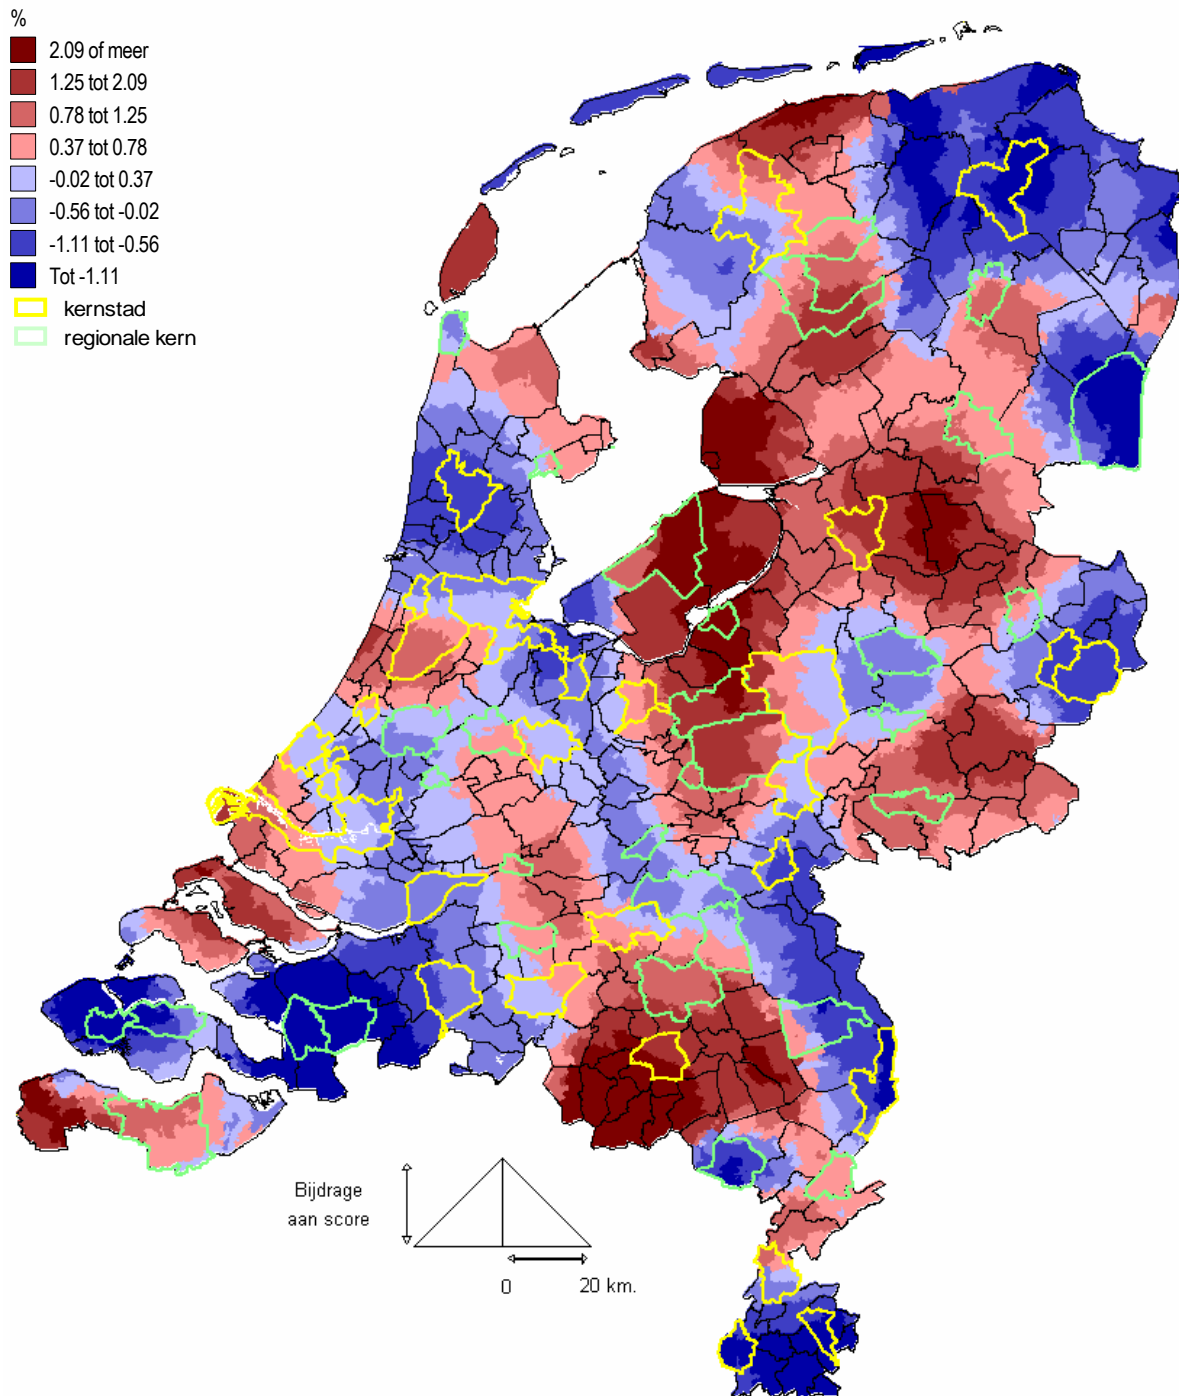 %
2.09 of meer
1.25 tot 2.09
0.78 tot 1.25
0.37 tot 0.78
-0.02 tot 0.37
-0.56 tot -0.02
-1.11 tot -0.56
Tot -1.11
kernstad
regionale kern
Bijdrage
aan score
0 20 km.